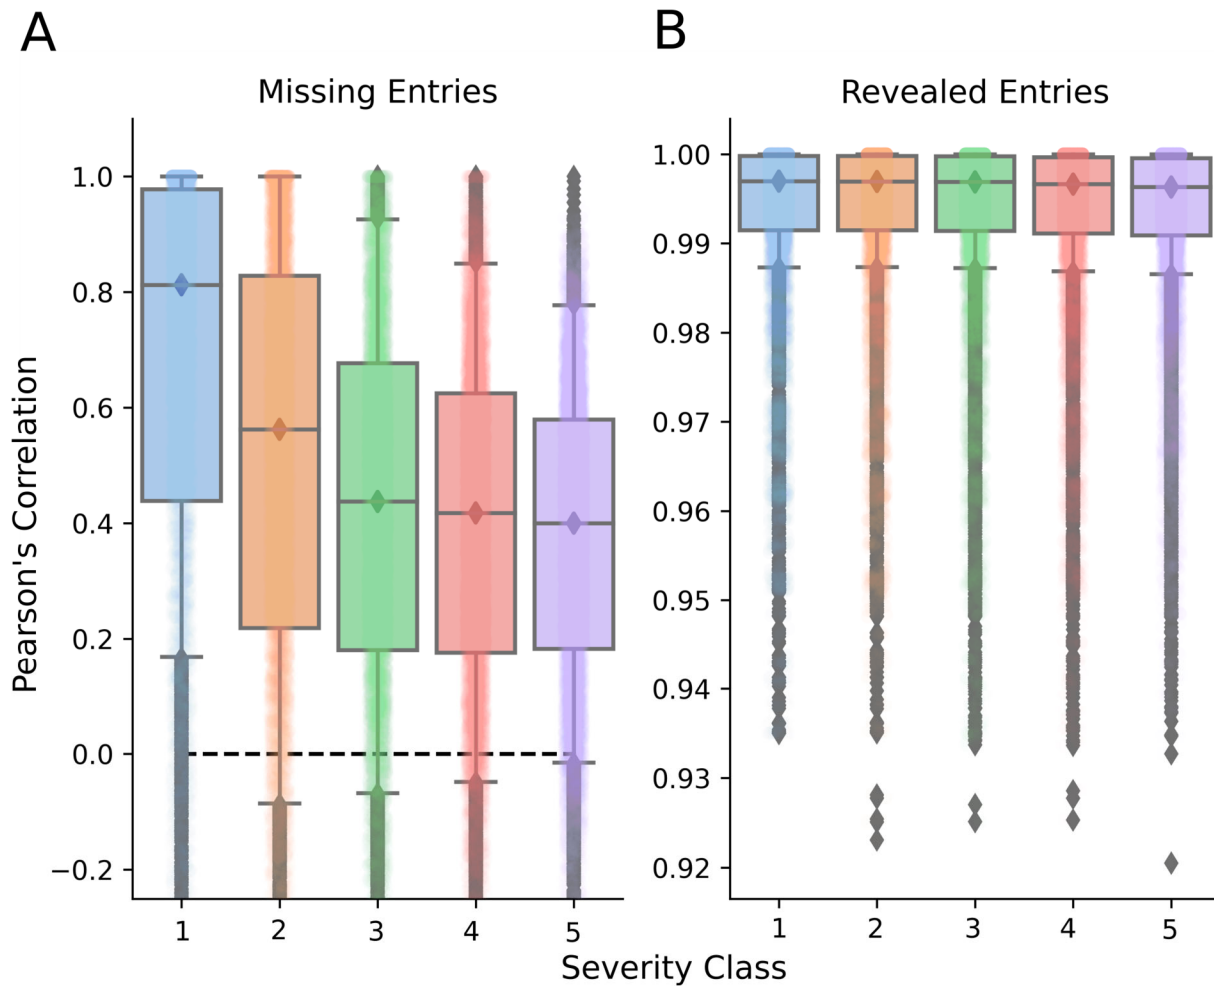 A
B
Missing Entries
Revealed Entries
Pearson's Correlation
1.0
0.8
0.6
0.4
0.2
0.0
−0.2
1 2 3 4 5
1.00
0.99
0.98
0.97
0.96
0.95
0.94
0.93
0.92
1 2 3 4 5
Severity Class